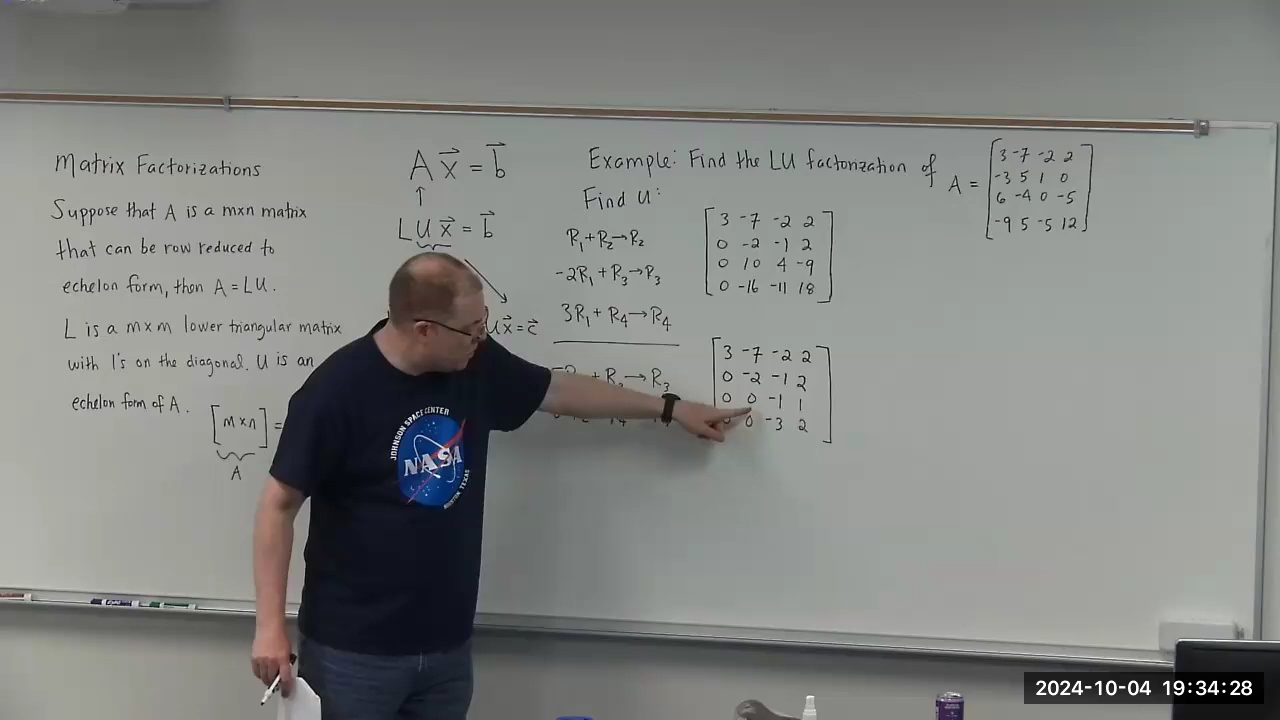 Matrix Factorizations
Suppose that A is a mxn matrix
that can be row reduced to
echelon form, then A = LU.
L is a mxm lower triangular matrix
with 1's on the diagonal. U is an
echelon form of A. [mxn] =
A
A x⃗ = b⃗
↑
L U x⃗ = b⃗
U x⃗ = c⃗
Example: Find the LU factorization of A =
3 -7 -2 2
-3 5 1 0
6 -4 0 -5
-9 5 -5 12
Find U:
R₁+R₂→R₂
-2R₁+R₃→R₃
3R₁+R₄→R₄
3 -7 -2 2
0 -2 -1 2
0 10 4 -9
0 -16 -11 18
+ R₃
3 -7 -2 2
0 -2 -1 2
0 0 -1 1
0 -3 2
JOHNSON SPACE CENTER
NASA
HOUSTON, TEXAS
2024-10-04 19:34:28